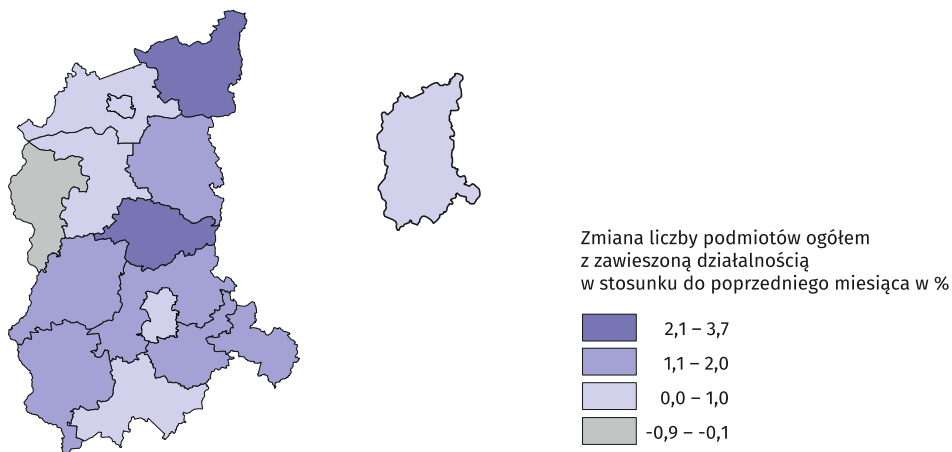 Zmiana liczby podmiotów ogółem
z zawieszoną działalnością
w stosunku do poprzedniego miesiąca w %
2,1 – 3,7
1,1 – 2,0
0,0 – 1,0
-0,9 – -0,1